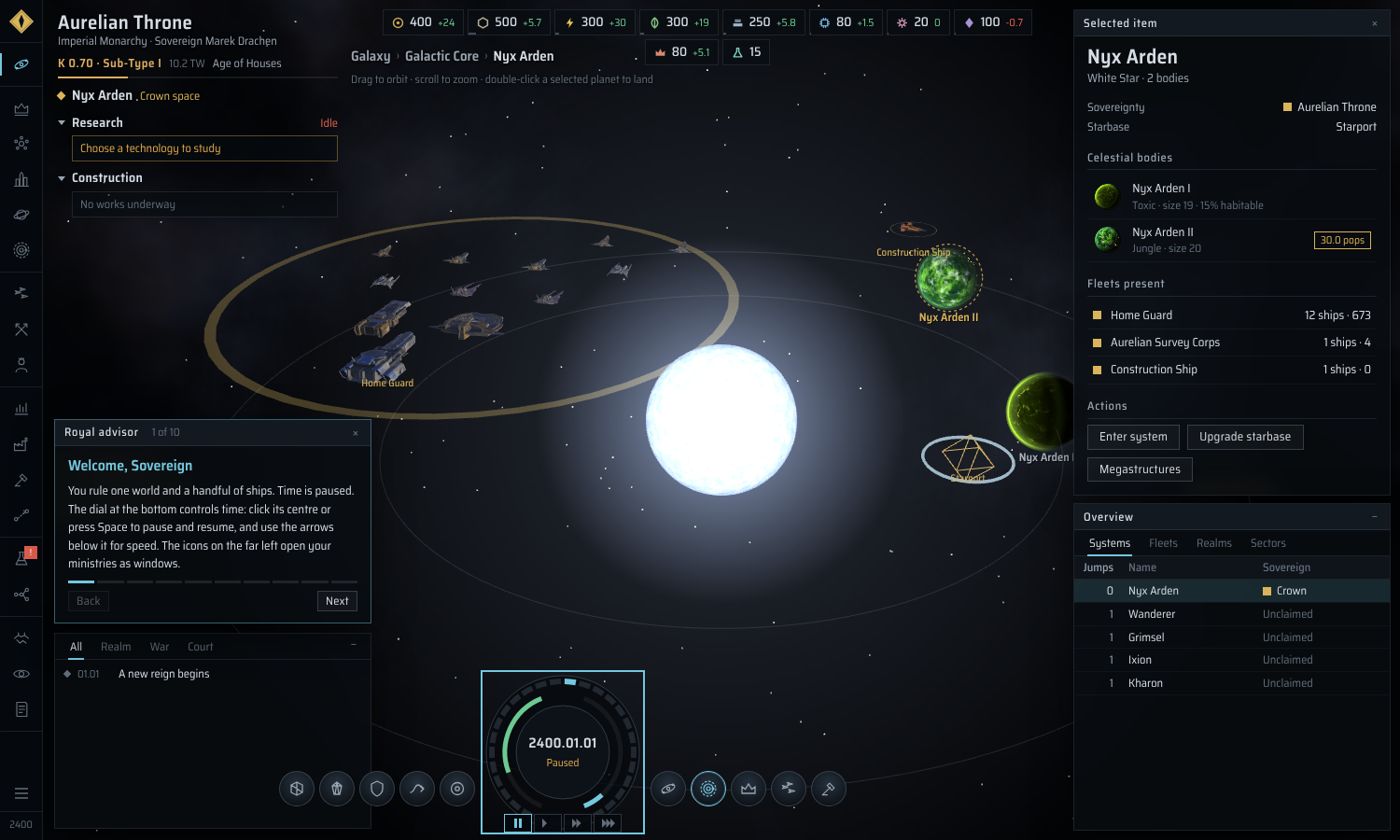 Aurelian Throne
Imperial Monarchy · Sovereign Marek Drachen
K 0.70 · Sub-Type I 10.2 TW Age of Houses
Nyx Arden . Crown space
Research Idle
Choose a technology to study
Construction
No works underway
400 +24
500 +5.7
300 +30
300 +19
250 +5.8
80 +1.5
20 0
100 -0.7
80 +5.1
15
Galaxy › Galactic Core › Nyx Arden
Drag to orbit · scroll to zoom · double-click a selected planet to land
Construction Ship
Nyx Arden II
Home Guard
Nyx Arden
Starport
Royal advisor 1 of 10 ×
Welcome, Sovereign
You rule one world and a handful of ships. Time is paused.
The dial at the bottom controls time: click its centre or
press Space to pause and resume, and use the arrows
below it for speed. The icons on the far left open your
ministries as windows.
Back Next
All Realm War Court –
01.01 A new reign begins
2400.01.01
Paused
!
2400
Selected item ×
Nyx Arden
White Star · 2 bodies
Sovereignty Aurelian Throne
Starbase Starport
Celestial bodies
Nyx Arden I
Toxic · size 19 · 15% habitable
Nyx Arden II
Jungle · size 20
30.0 pops
Fleets present
Home Guard 12 ships · 673
Aurelian Survey Corps 1 ships · 4
Construction Ship 1 ships · 0
Actions
Enter system Upgrade starbase
Megastructures
Overview –
Systems Fleets Realms Sectors
Jumps Name Sovereign
0 Nyx Arden Crown
1 Wanderer Unclaimed
1 Grimsel Unclaimed
1 Ixion Unclaimed
1 Kharon Unclaimed